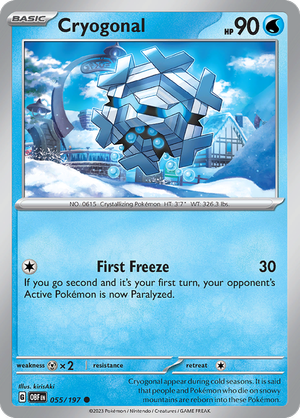 BASIC
Cryogonal HP 90
NO. 0615 Crystallizing Pokémon HT: 3'7" WT: 326.3 lbs.
First Freeze 30
If you go second and it's your first turn, your opponent's
Active Pokémon is now Paralyzed.
Illus. kirisAki
weakness ×2 resistance retreat
G OBF EN 055/197
Cryogonal appear during cold seasons. It is
said that people and Pokémon who die on snowy
mountains are reborn into these Pokémon.
©2023 Pokémon / Nintendo / Creatures / GAME FREAK